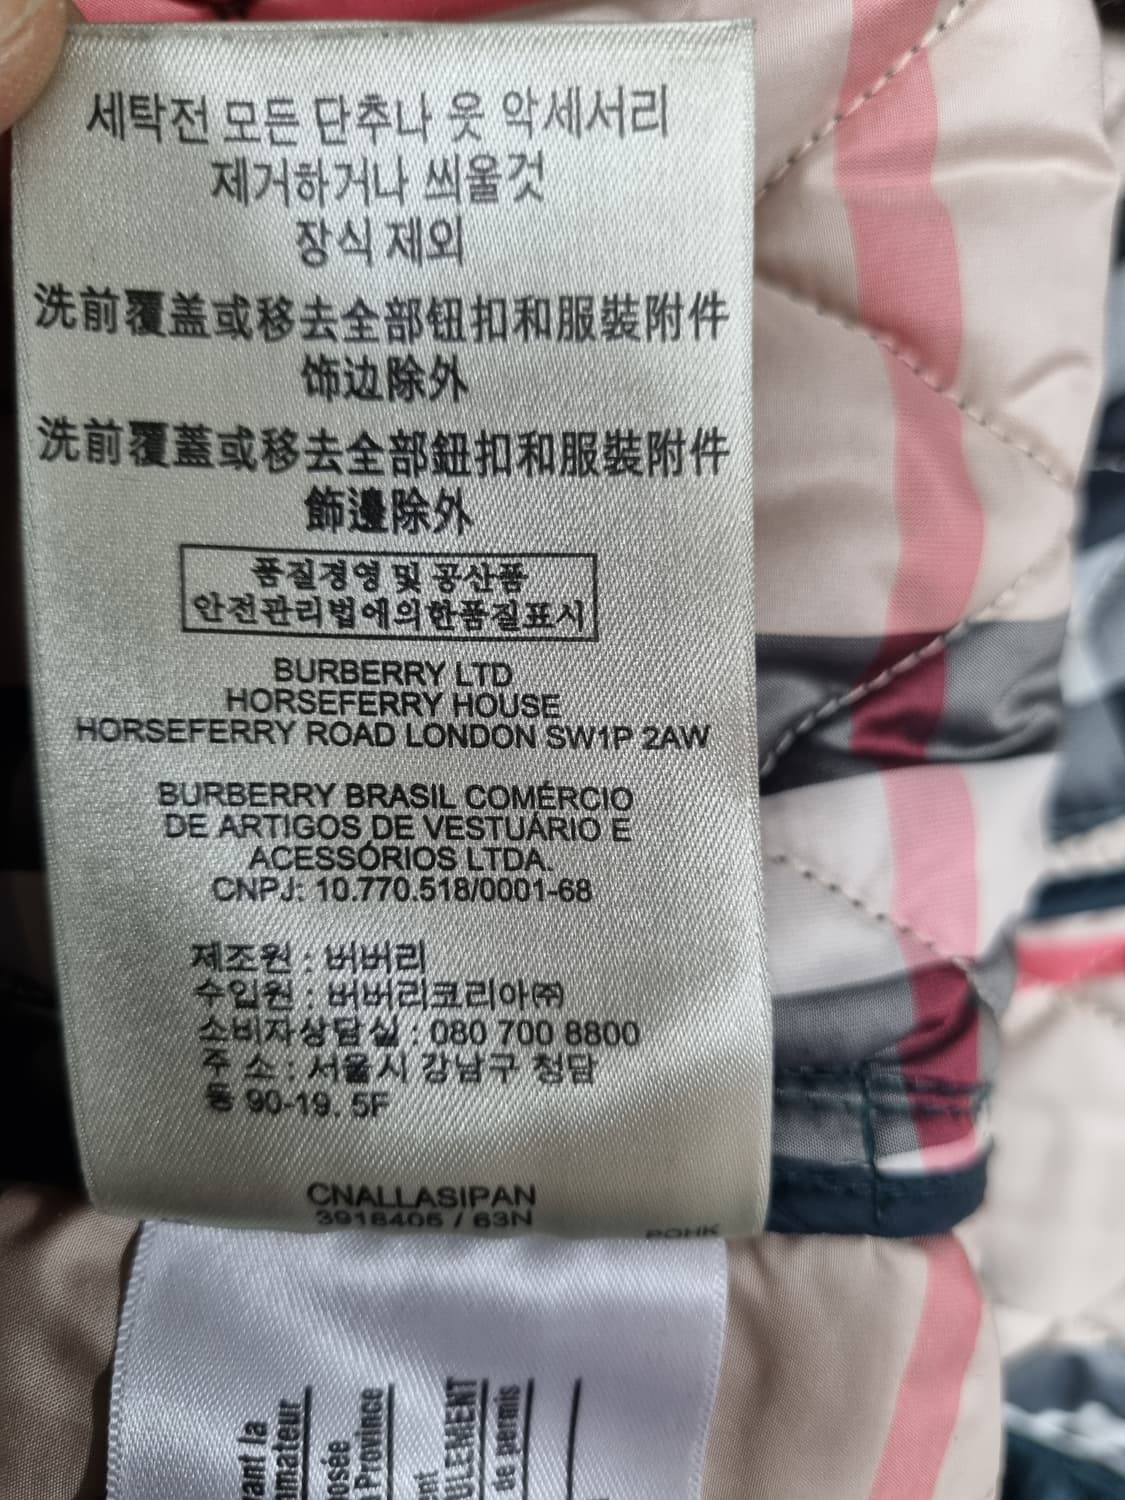 세탁전 모든 단추나 옷 악세서리
제거하거나 씌울것
장식 제외
洗前覆盖或移去全部钮扣和服装附件
饰边除外
洗前覆蓋或移去全部鈕扣和服裝附件
飾邊除外
품질경영 및 공산품
안전관리법에의한품질표시
BURBERRY LTD
HORSEFERRY HOUSE
HORSEFERRY ROAD LONDON SW1P 2AW
BURBERRY BRASIL COMÉRCIO
DE ARTIGOS DE VESTUÁRIO E
ACESSÓRIOS LTDA.
CNPJ: 10.770.518/0001-68
제조원 : 버버리
수입원 : 버버리코리아㈜
소비자상담실 : 080 700 8800
주 소 : 서울시 강남구 청담
동 90-19. 5F
CNALLASIPAN
3918405 / 63N
POHK
Province
de permis